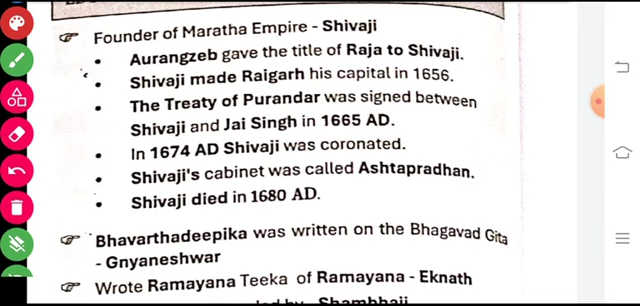 Founder of Maratha Empire - Shivaji
• Aurangzeb gave the title of Raja to Shivaji.
• Shivaji made Raigarh his capital in 1656.
• The Treaty of Purandar was signed between
Shivaji and Jai Singh in 1665 AD.
• In 1674 AD Shivaji was coronated.
• Shivaji's cabinet was called Ashtapradhan.
• Shivaji died in 1680 AD.
Bhavarthadeepika was written on the Bhagavad Gita
- Gnyaneshwar
Wrote Ramayana Teeka of Ramayana - Eknath
led by Shambhaji